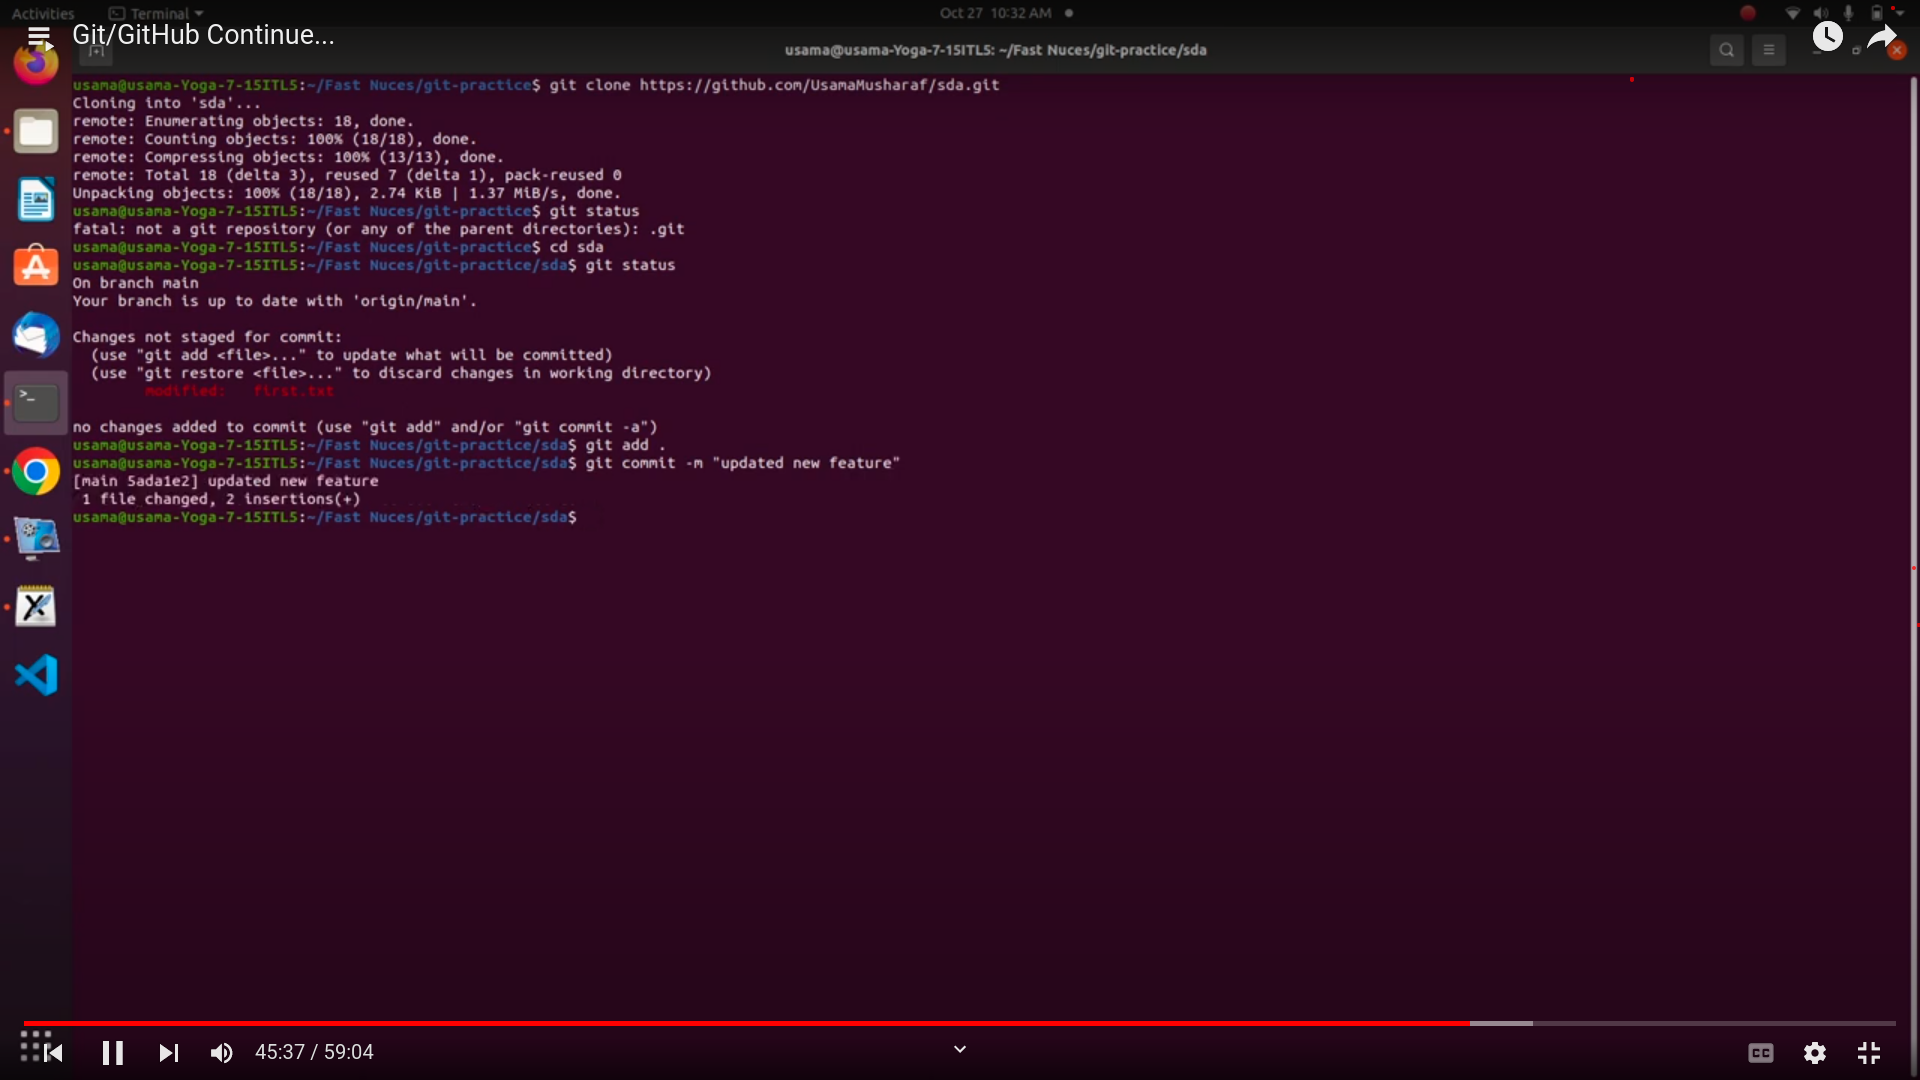 Activities
Terminal
Oct 27 10:32 AM
Git/GitHub Continue...
usama@usama-Yoga-7-15ITL5: ~/Fast Nuces/git-practice/sda
usama@usama-Yoga-7-15ITL5:~/Fast Nuces/git-practice$ git clone https://github.com/UsamaMusharaf/sda.git
Cloning into 'sda'...
remote: Enumerating objects: 18, done.
remote: Counting objects: 100% (18/18), done.
remote: Compressing objects: 100% (13/13), done.
remote: Total 18 (delta 3), reused 7 (delta 1), pack-reused 0
Unpacking objects: 100% (18/18), 2.74 KiB | 1.37 MiB/s, done.
usama@usama-Yoga-7-15ITL5:~/Fast Nuces/git-practice$ git status
fatal: not a git repository (or any of the parent directories): .git
usama@usama-Yoga-7-15ITL5:~/Fast Nuces/git-practice$ cd sda
usama@usama-Yoga-7-15ITL5:~/Fast Nuces/git-practice/sda$ git status
On branch main
Your branch is up to date with 'origin/main'.
Changes not staged for commit:
(use "git add <file>..." to update what will be committed)
(use "git restore <file>..." to discard changes in working directory)
modified: first.txt
no changes added to commit (use "git add" and/or "git commit -a")
usama@usama-Yoga-7-15ITL5:~/Fast Nuces/git-practice/sda$ git add .
usama@usama-Yoga-7-15ITL5:~/Fast Nuces/git-practice/sda$ git commit -m "updated new feature"
[main 5ada1e2] updated new feature
1 file changed, 2 insertions(+)
usama@usama-Yoga-7-15ITL5:~/Fast Nuces/git-practice/sda$
45:37 / 59:04
CC